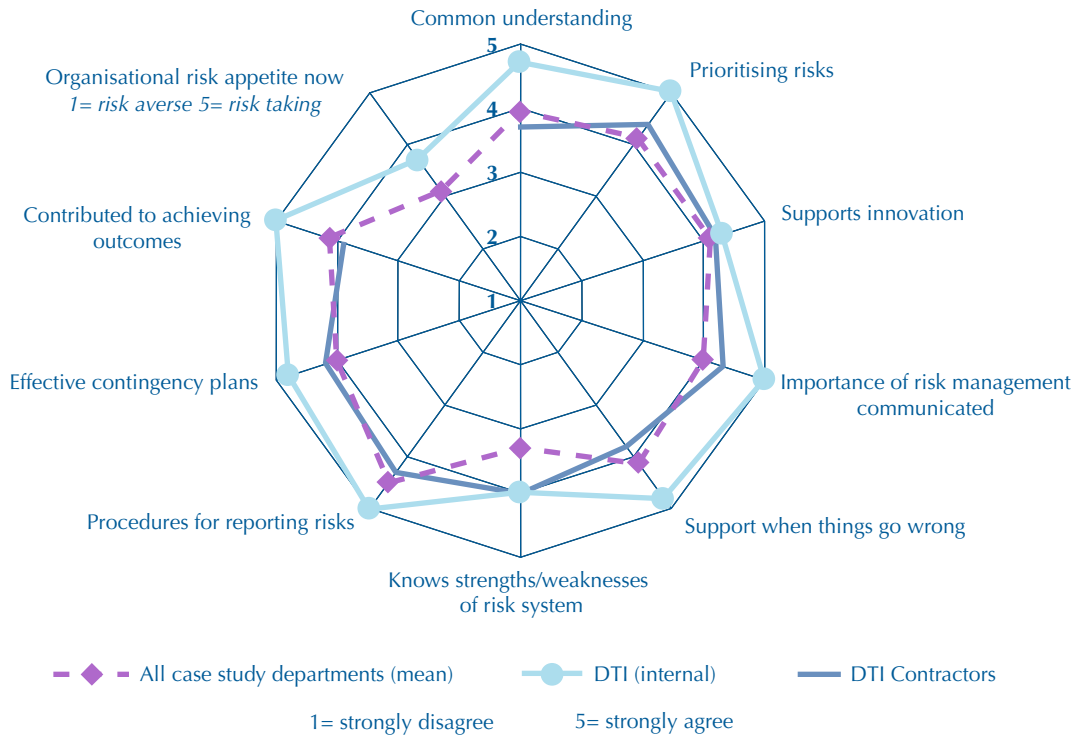 Common understanding
5
Prioritising risks
Organisational risk appetite now
1= risk averse 5= risk taking
4
3
Contributed to achieving
outcomes
Supports innovation
2
1
Effective contingency plans
Importance of risk management
communicated
Procedures for reporting risks
Support when things go wrong
Knows strengths/weaknesses
of risk system
All case study departments (mean)
DTI (internal)
DTI Contractors
1= strongly disagree
5= strongly agree